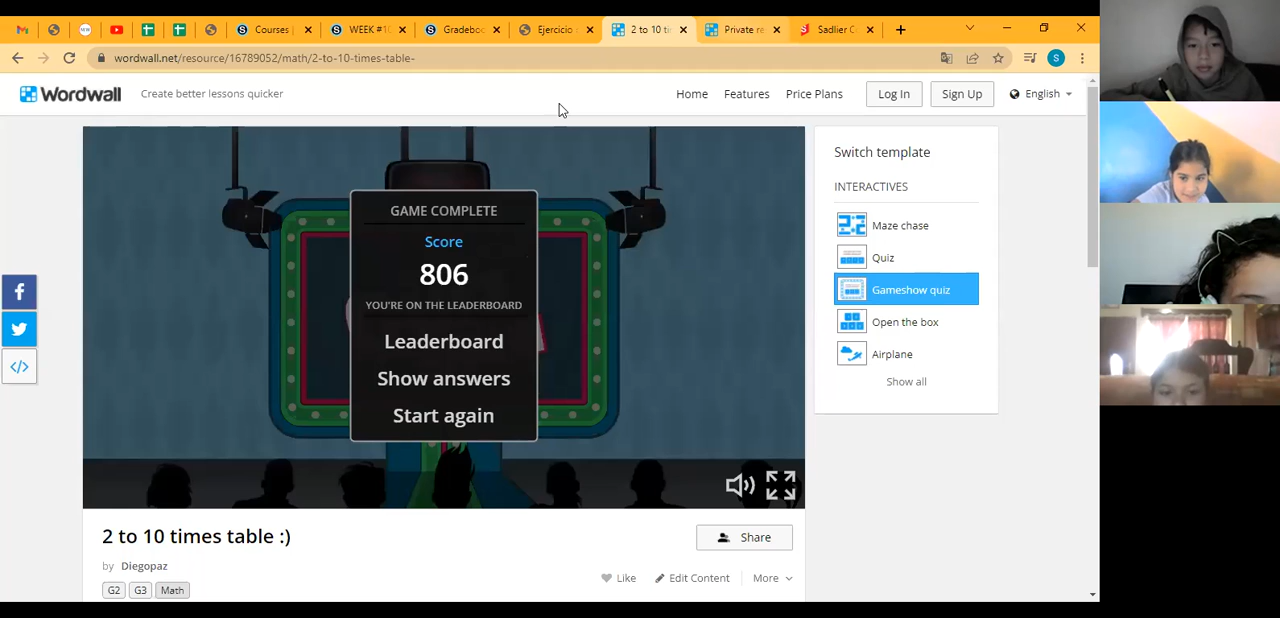 Courses |
WEEK #1
Gradeboo
Ejercicio
2 to 10 ti
Private re
Sadlier C
wordwall.net/resource/16789052/math/2-to-10-times-table-
S
Wordwall
Create better lessons quicker
Home
Features
Price Plans
Log In
Sign Up
English
GAME COMPLETE
Score
806
YOU'RE ON THE LEADERBOARD
Leaderboard
Show answers
Start again
Switch template
INTERACTIVES
Maze chase
Quiz
Gameshow quiz
Open the box
Airplane
Show all
2 to 10 times table :)
Share
by Diegopaz
Like
Edit Content
More
G2
G3
Math